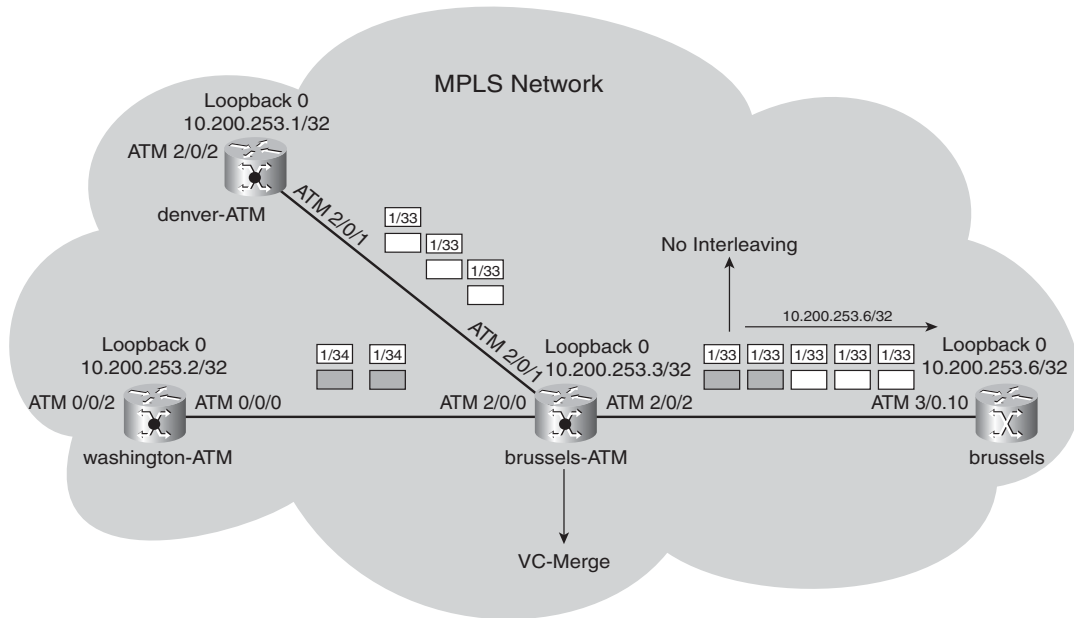 MPLS Network
Loopback 0
10.200.253.1/32
ATM 2/0/2
denver-ATM
ATM 2/0/1
1/33
1/33
1/33
No Interleaving
10.200.253.6/32
ATM 2/0/1
Loopback 0
10.200.253.2/32
1/34
1/34
Loopback 0
10.200.253.3/32
1/33
1/33
1/33
1/33
1/33
Loopback 0
10.200.253.6/32
ATM 0/0/2
ATM 0/0/0
ATM 2/0/0
ATM 2/0/2
ATM 3/0.10
washington-ATM
brussels-ATM
brussels
VC-Merge